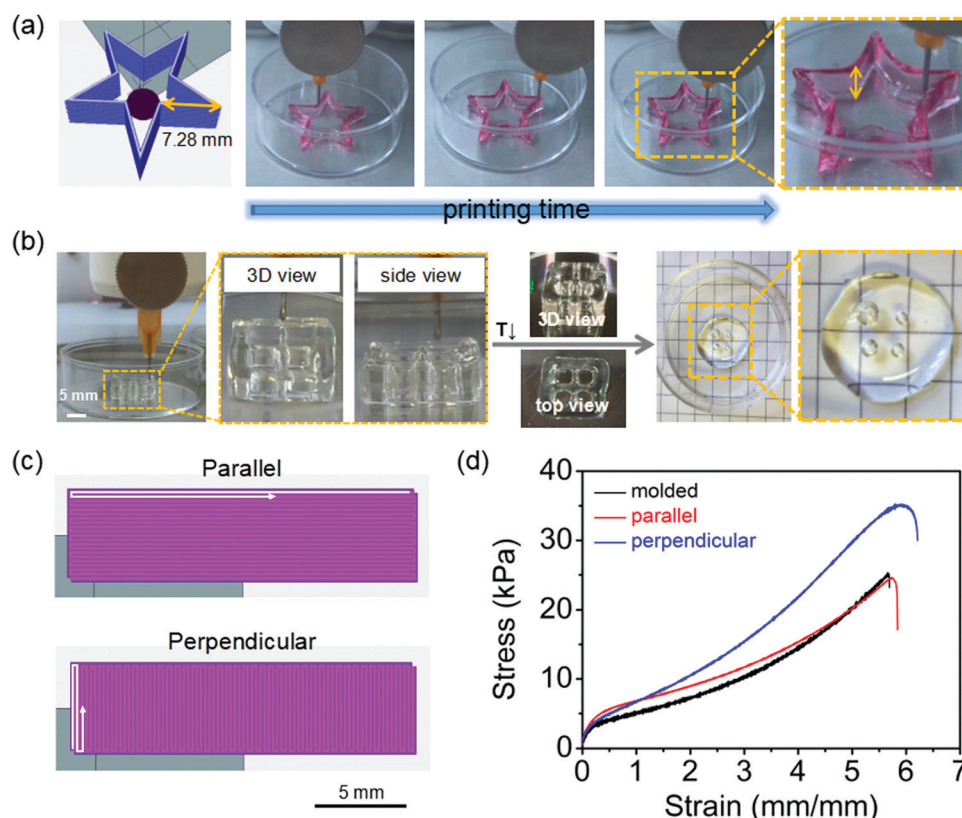 (a)
7.28 mm
printing time
(b)
3D view
side view
5 mm
T↓
3D view
top view
(c)
Parallel
Perpendicular
5 mm
(d)
40
30
20
10
0
Stress (kPa)
molded
parallel
perpendicular
0 1 2 3 4 5 6 7
Strain (mm/mm)